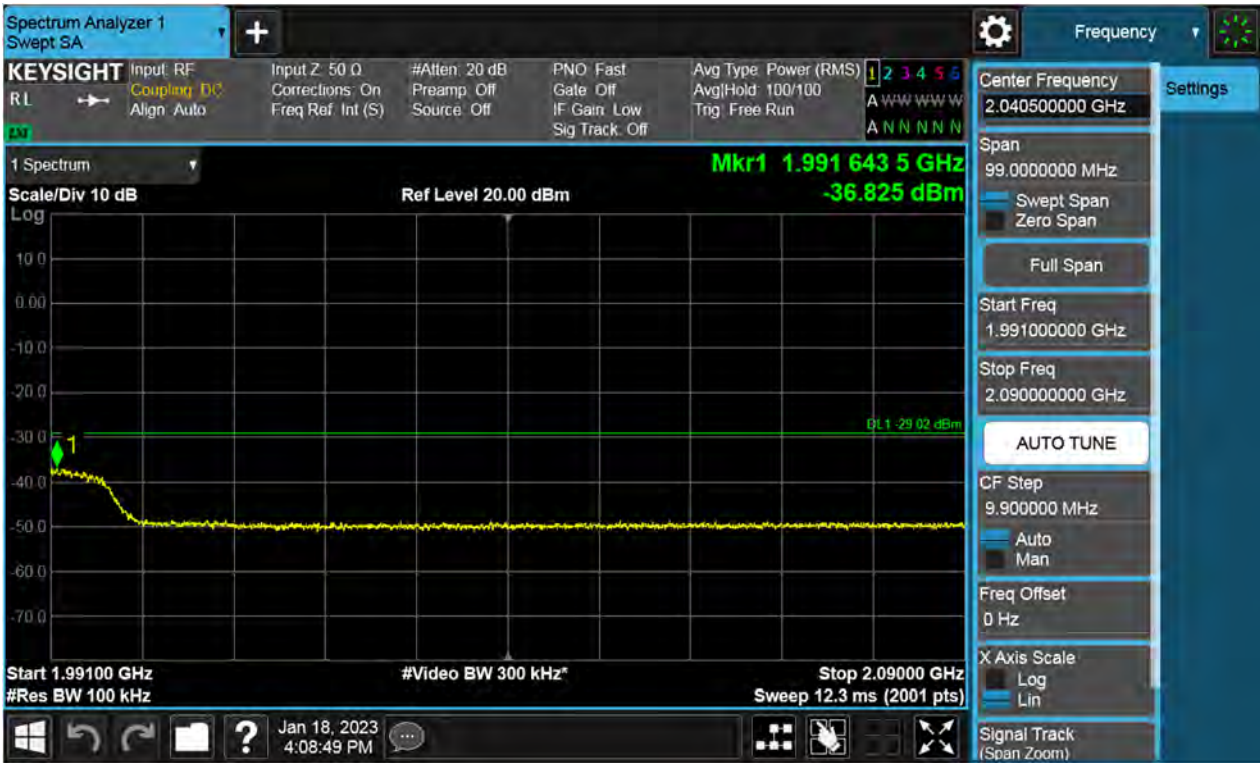 Spectrum Analyzer 1
Swept SA
+
Frequency
KEYSIGHT
RL
LXI
Input: RF
Coupling: DC
Align: Auto
Input Z: 50 Ω
Corrections: On
Freq Ref: Int (S)
#Atten: 20 dB
Preamp: Off
Source: Off
PNO: Fast
Gate: Off
IF Gain: Low
Sig Track: Off
Avg Type: Power (RMS)
Avg|Hold: 100/100
Trig: Free Run
1 2 3 4 5 6
A W W W W W
A N N N N N
1 Spectrum
Mkr1 1.991 643 5 GHz
-36.825 dBm
Scale/Div 10 dB
Ref Level 20.00 dBm
Log
10.0
0.00
-10.0
-20.0
-30.0
-40.0
-50.0
-60.0
-70.0
DL1 -29.02 dBm
1
Start 1.99100 GHz
#Video BW 300 kHz*
Stop 2.09000 GHz
#Res BW 100 kHz
Sweep 12.3 ms (2001 pts)
Center Frequency
2.040500000 GHz
Settings
Span
99.0000000 MHz
Swept Span
Zero Span
Full Span
Start Freq
1.991000000 GHz
Stop Freq
2.090000000 GHz
AUTO TUNE
CF Step
9.900000 MHz
Auto
Man
Freq Offset
0 Hz
X Axis Scale
Log
Lin
Signal Track
(Span Zoom)
?
Jan 18, 2023
4:08:49 PM